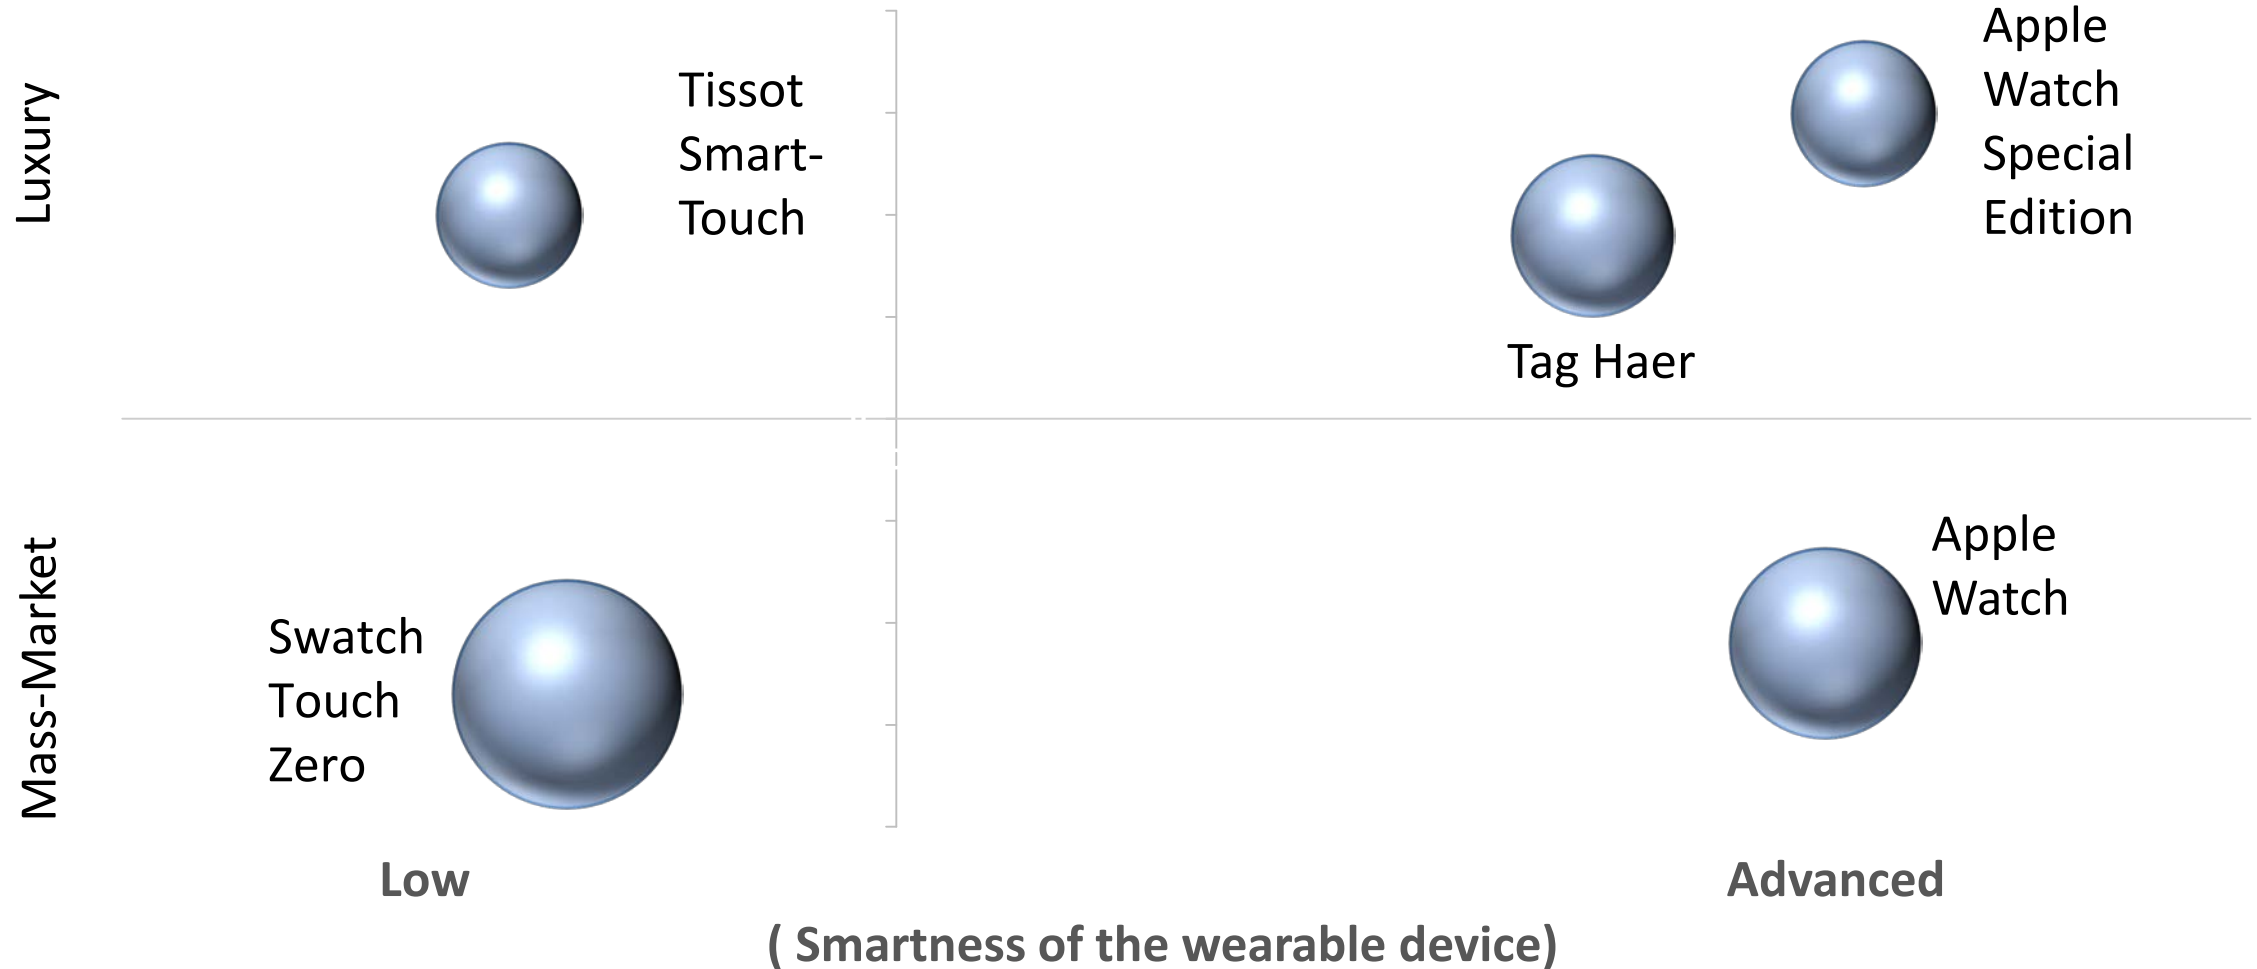 Luxury
Tissot
Smart-
Touch
Apple
Watch
Special
Edition
Tag Haer
Mass-Market
Swatch
Touch
Zero
Apple
Watch
Low
Advanced
( Smartness of the wearable device)